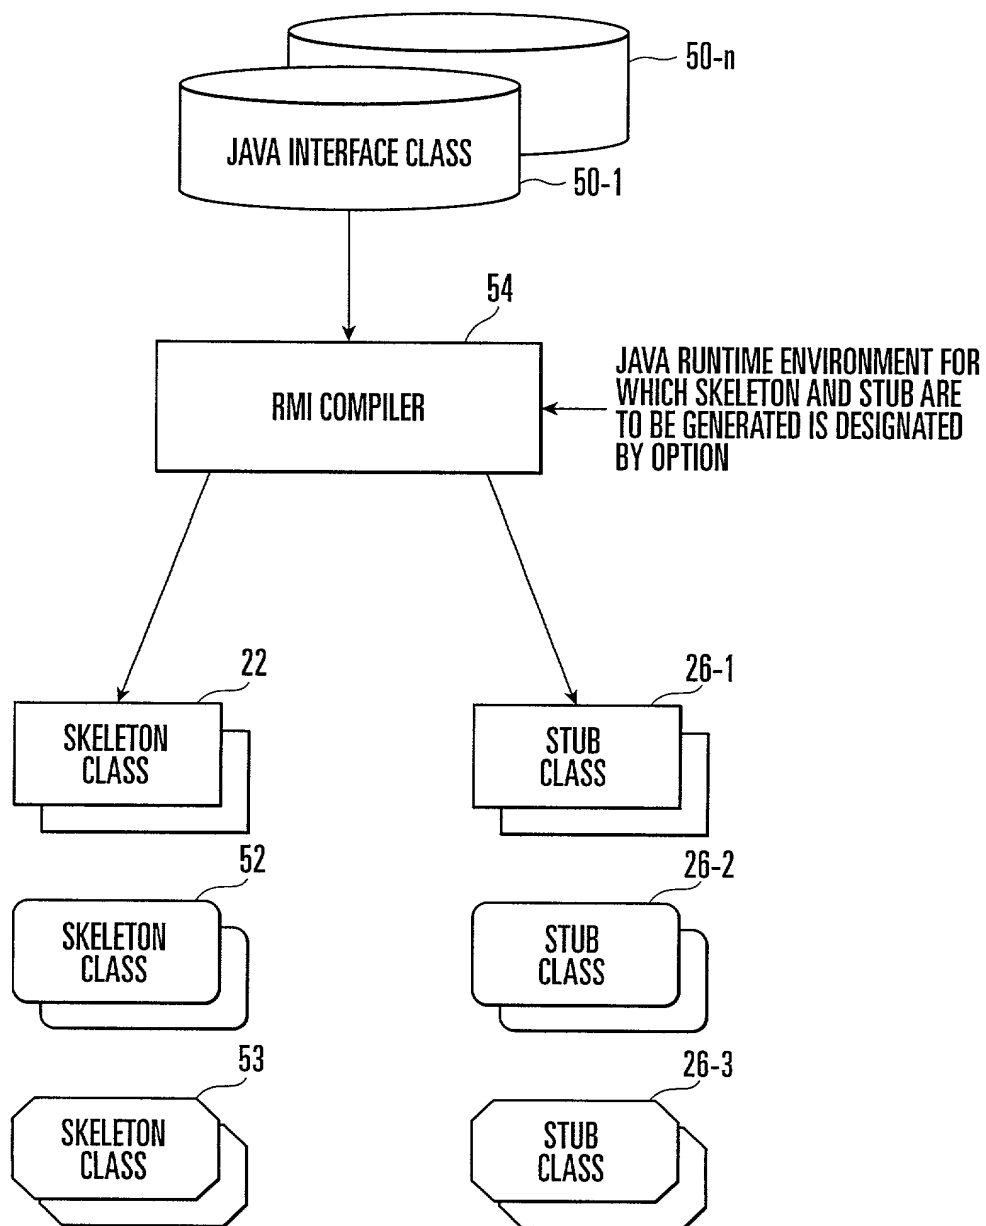 50-n
JAVA INTERFACE CLASS
50-1
54
RMI COMPILER
JAVA RUNTIME ENVIRONMENT FOR
WHICH SKELETON AND STUB ARE
TO BE GENERATED IS DESIGNATED
BY OPTION
22
SKELETON
CLASS
26-1
STUB
CLASS
52
SKELETON
CLASS
26-2
STUB
CLASS
53
SKELETON
CLASS
26-3
STUB
CLASS